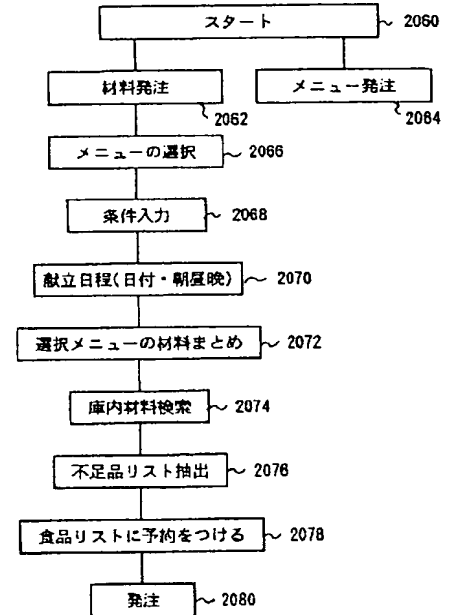 スタート 2060
材料発注 メニュー発注
2062 2064
メニューの選択 2066
条件入力 2068
献立日程(日付・朝昼晩) 2070
選択メニューの材料まとめ 2072
庫内材料検索 2074
不足品リスト抽出 2076
食品リストに予約をつける 2078
発注 2080